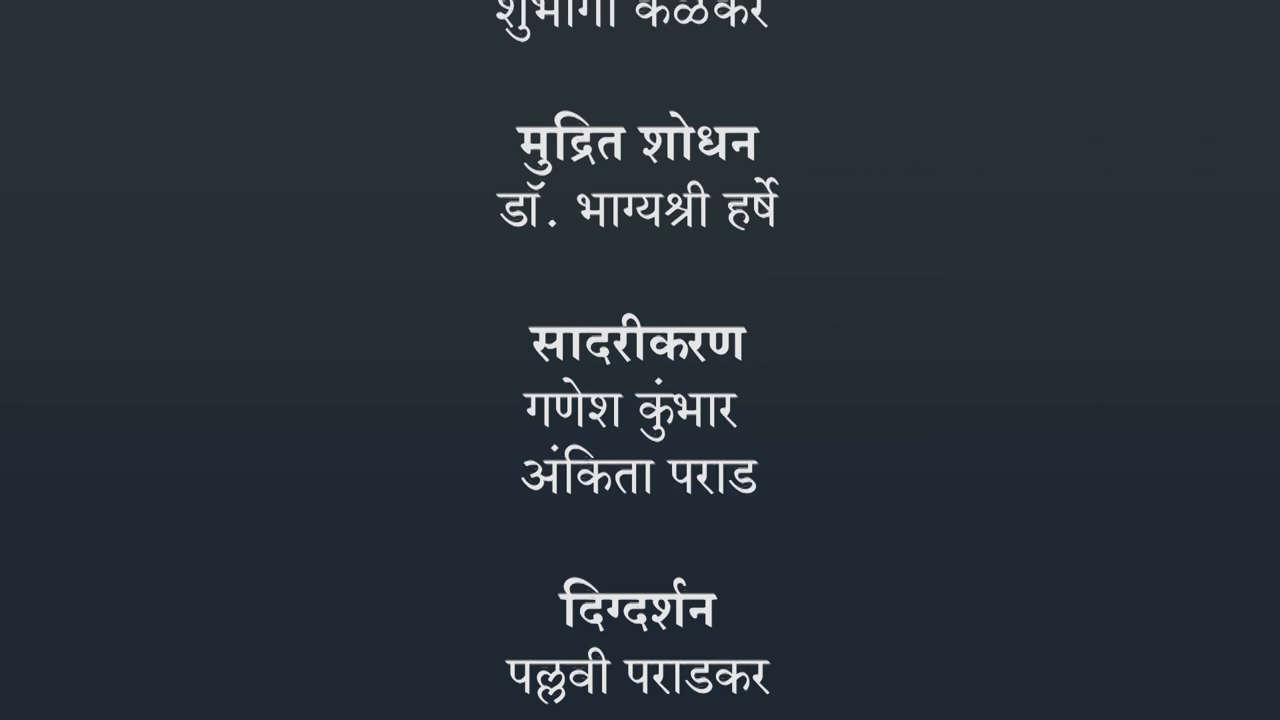 मुद्रित शोधन
डॉ. भाग्यश्री हर्षे
सादरीकरण
गणेश कुंभार
अंकिता पराड
दिग्दर्शन
पल्लवी पराडकर